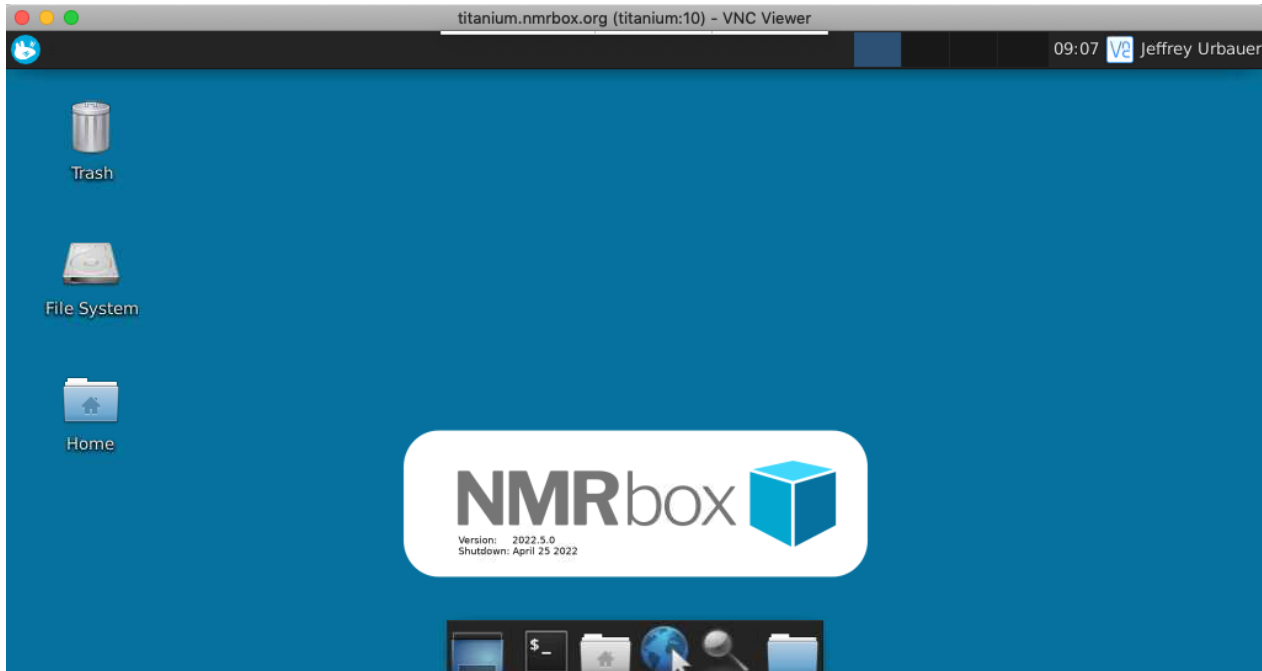 titanium.nmrbox.org (titanium:10) - VNC Viewer
09:07 Jeffrey Urbauer
Trash
File System
Home
NMRbox
Version: 2022.5.0
Shutdown: April 25 2022
$_